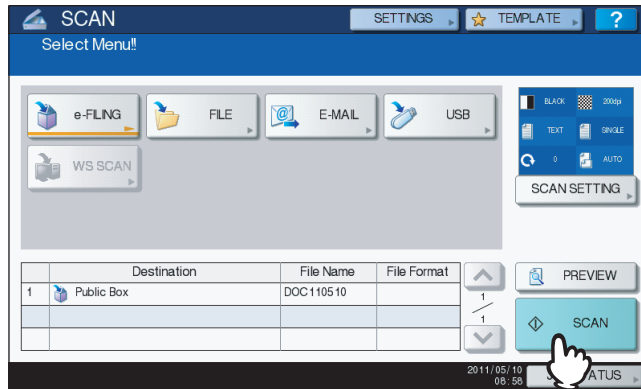 SCAN SETTINGS TEMPLATE ?
Select Menu!!
e-FILING FILE E-MAIL USB
BLACK 200dpi
TEXT SINGLE
0 AUTO
WS SCAN
SCAN SETTING
Destination File Name File Format
1 Public Box DOC110510
1
1
PREVIEW
SCAN
2011/05/10
08:58